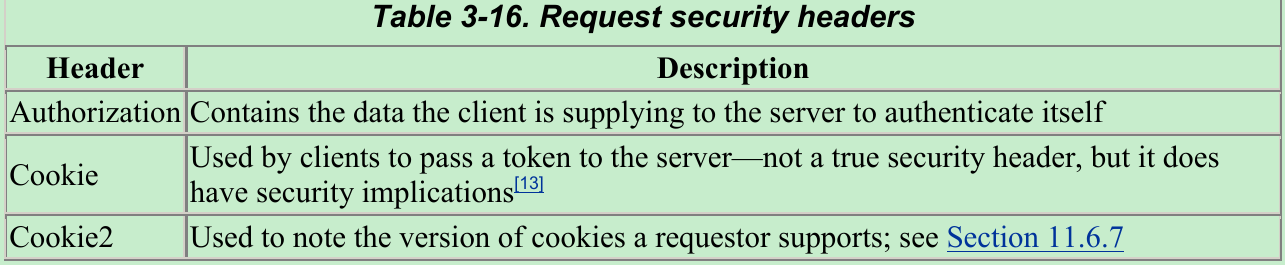 Table 3-16. Request security headers
Header Description
Authorization Contains the data the client is supplying to the server to authenticate itself
Cookie Used by clients to pass a token to the server—not a true security header, but it does
have security implications[13]
Cookie2 Used to note the version of cookies a requestor supports; see Section 11.6.7